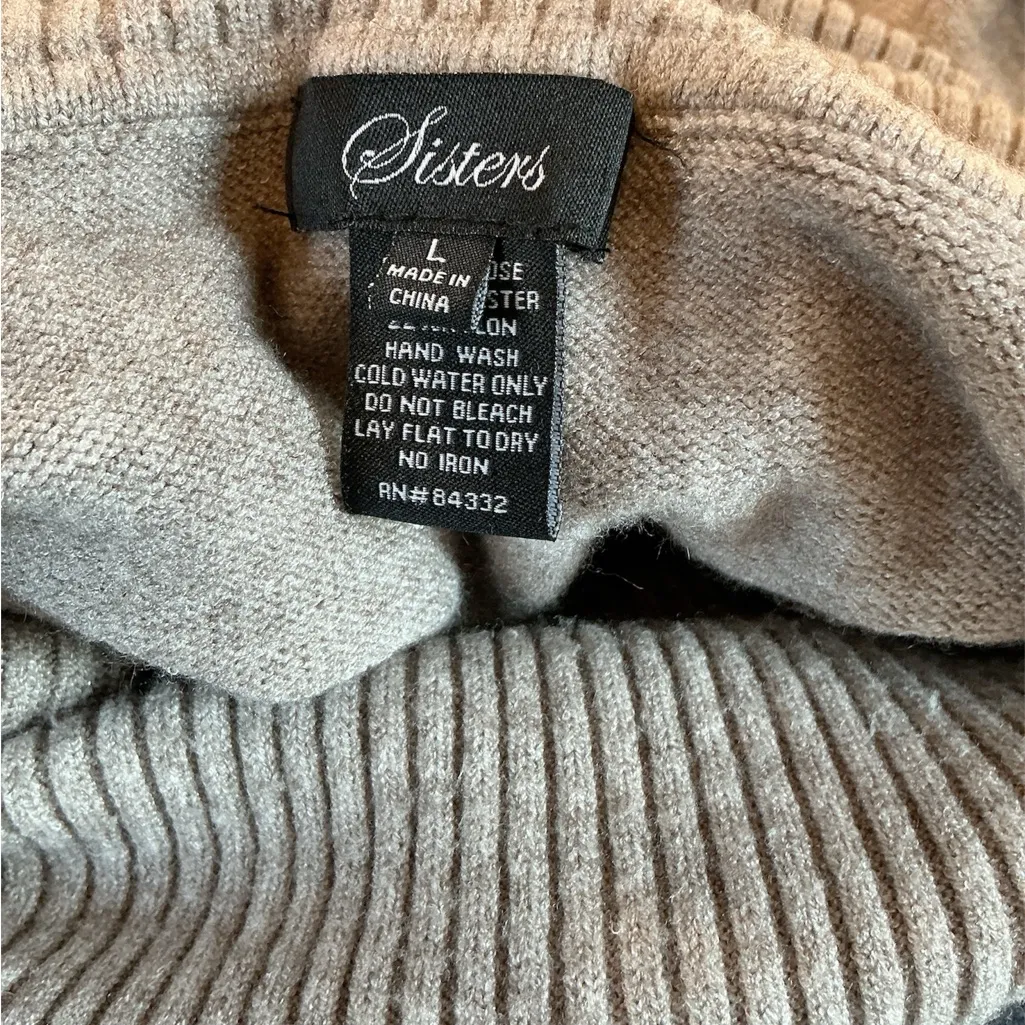 Sisters
L
MADE IN
CHINA
HAND WASH
COLD WATER ONLY
DO NOT BLEACH
LAY FLAT TO DRY
NO IRON
RN#84332